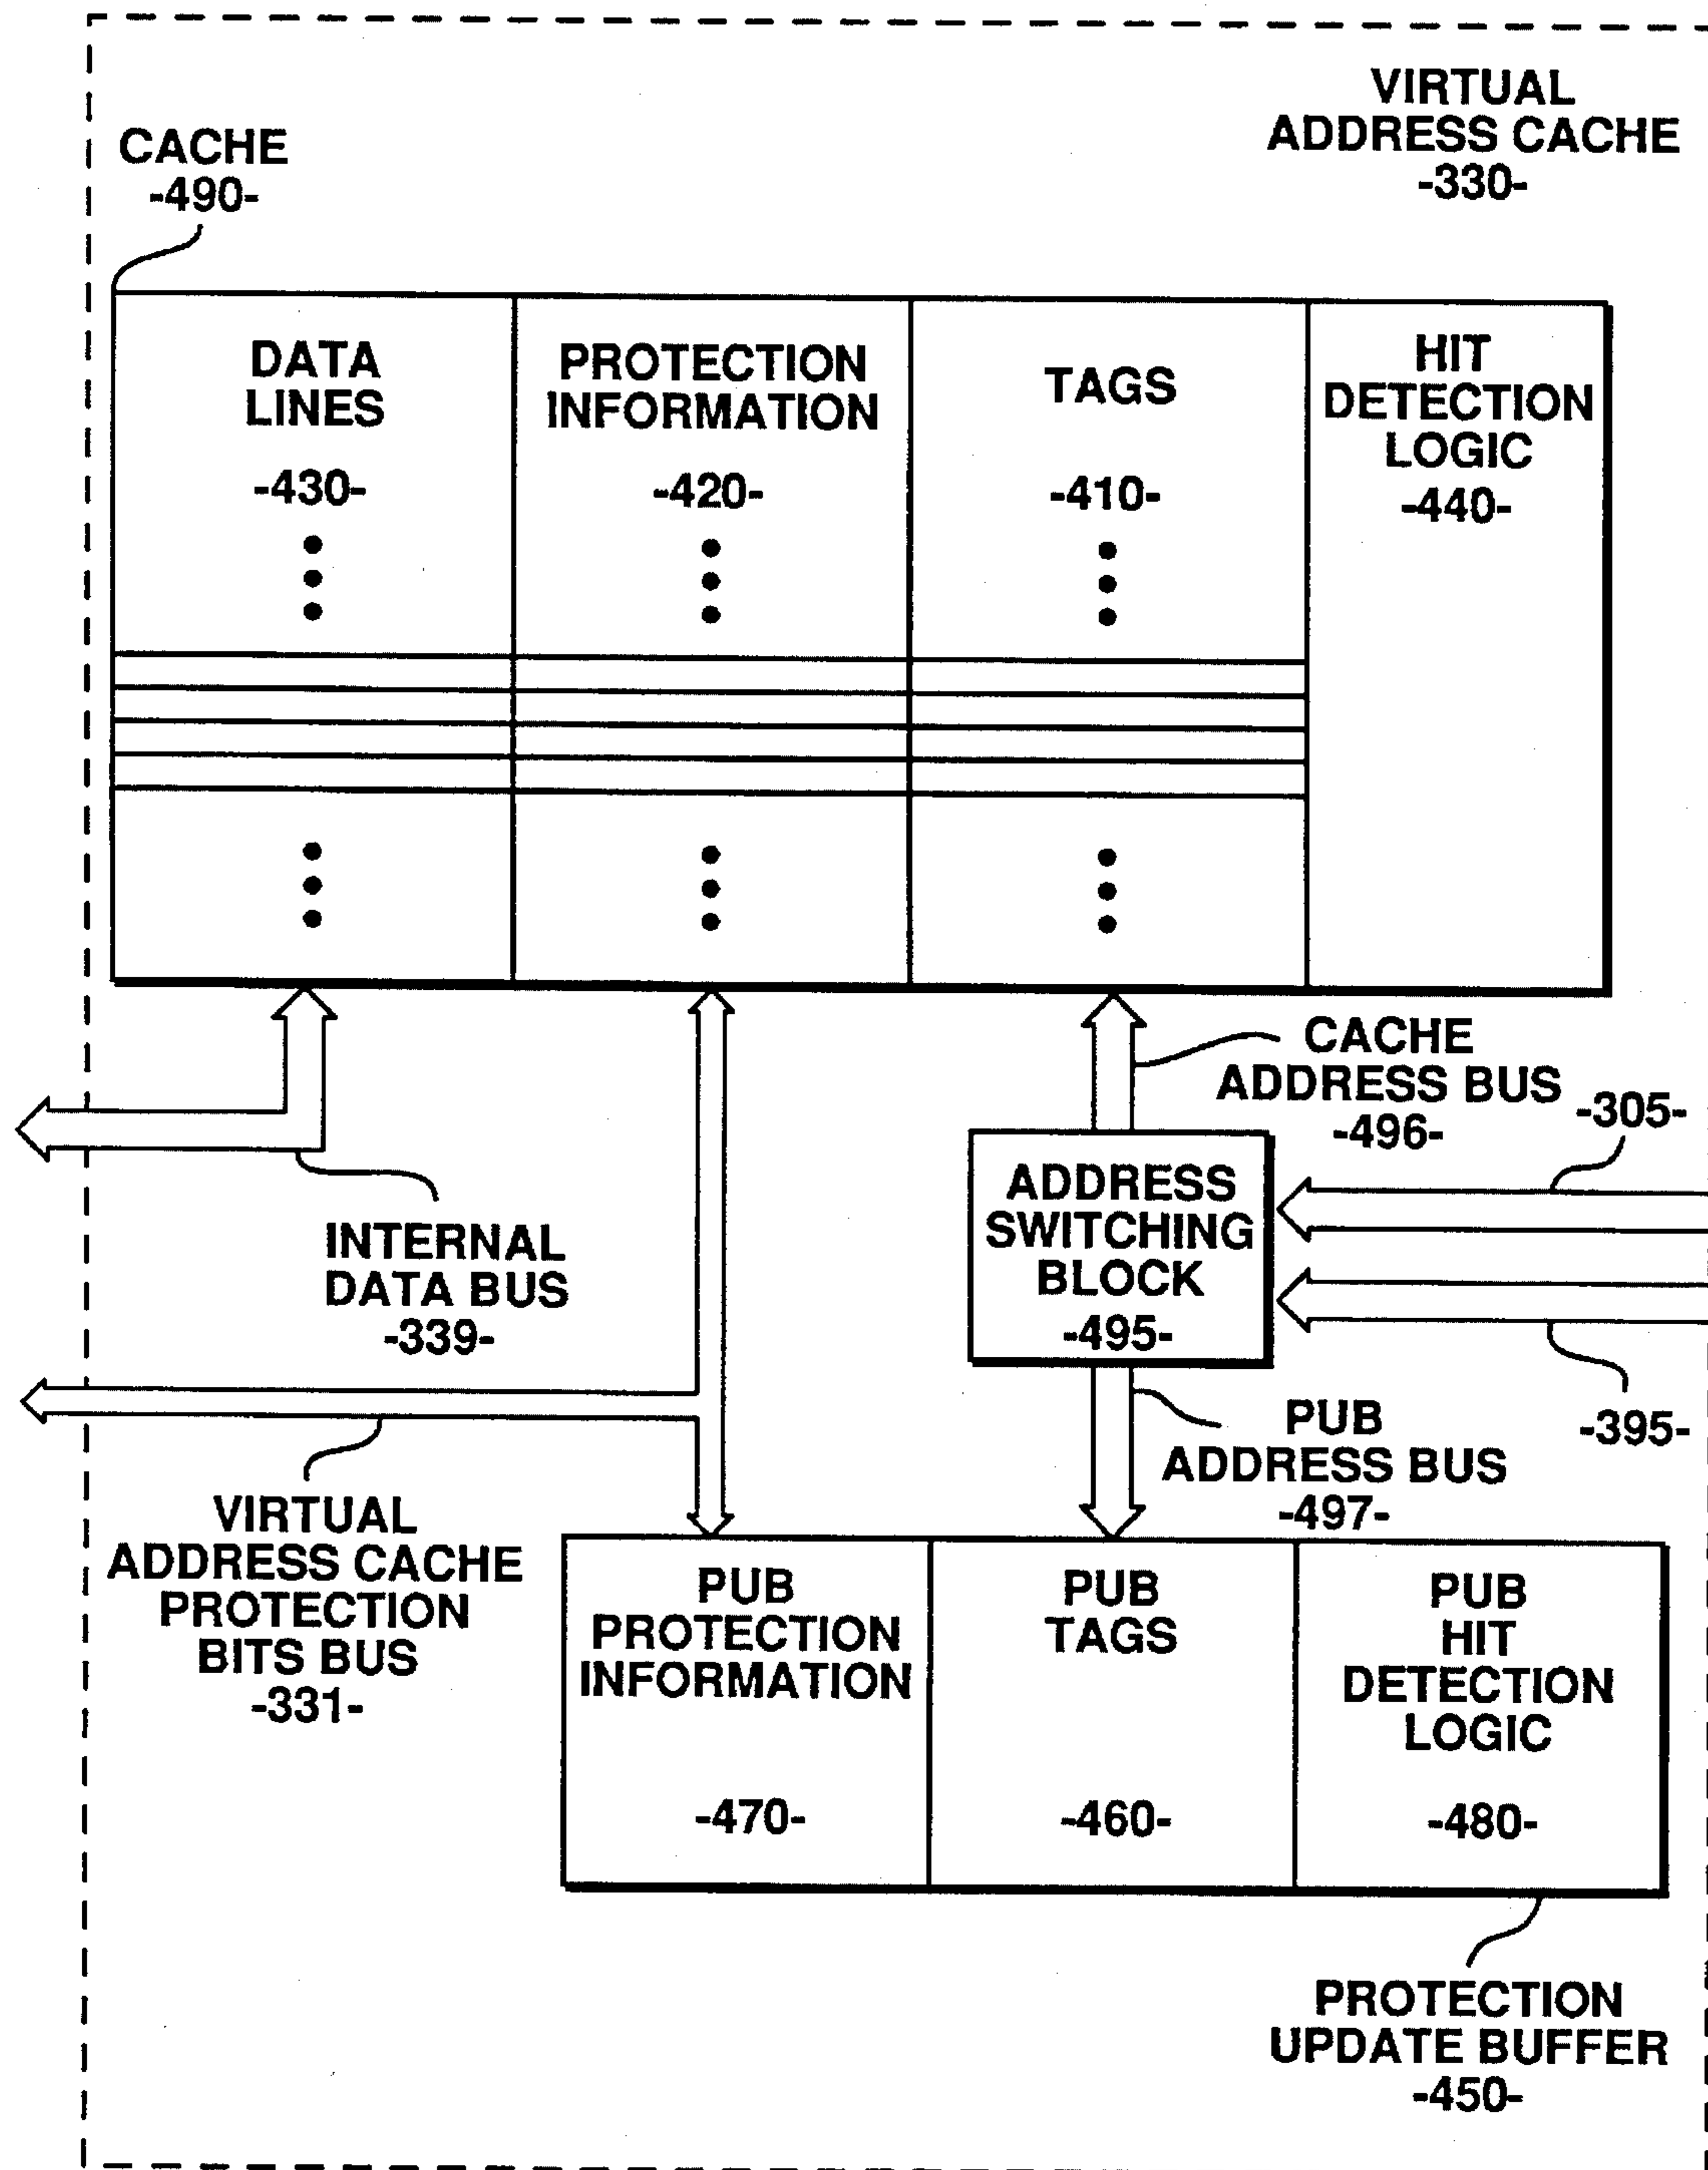 VIRTUAL
ADDRESS CACHE
-330-
CACHE
-490-
DATA
LINES
-430-
PROTECTION
INFORMATION
-420-
TAGS
-410-
HIT
DETECTION
LOGIC
-440-
CACHE
ADDRESS BUS
-496-
-305-
ADDRESS
SWITCHING
BLOCK
-495-
INTERNAL
DATA BUS
-339-
-395-
PUB
ADDRESS BUS
-497-
VIRTUAL
ADDRESS CACHE
PROTECTION
BITS BUS
-331-
PUB
PROTECTION
INFORMATION
-470-
PUB
TAGS
-460-
PUB
HIT
DETECTION
LOGIC
-480-
PROTECTION
UPDATE BUFFER
-450-